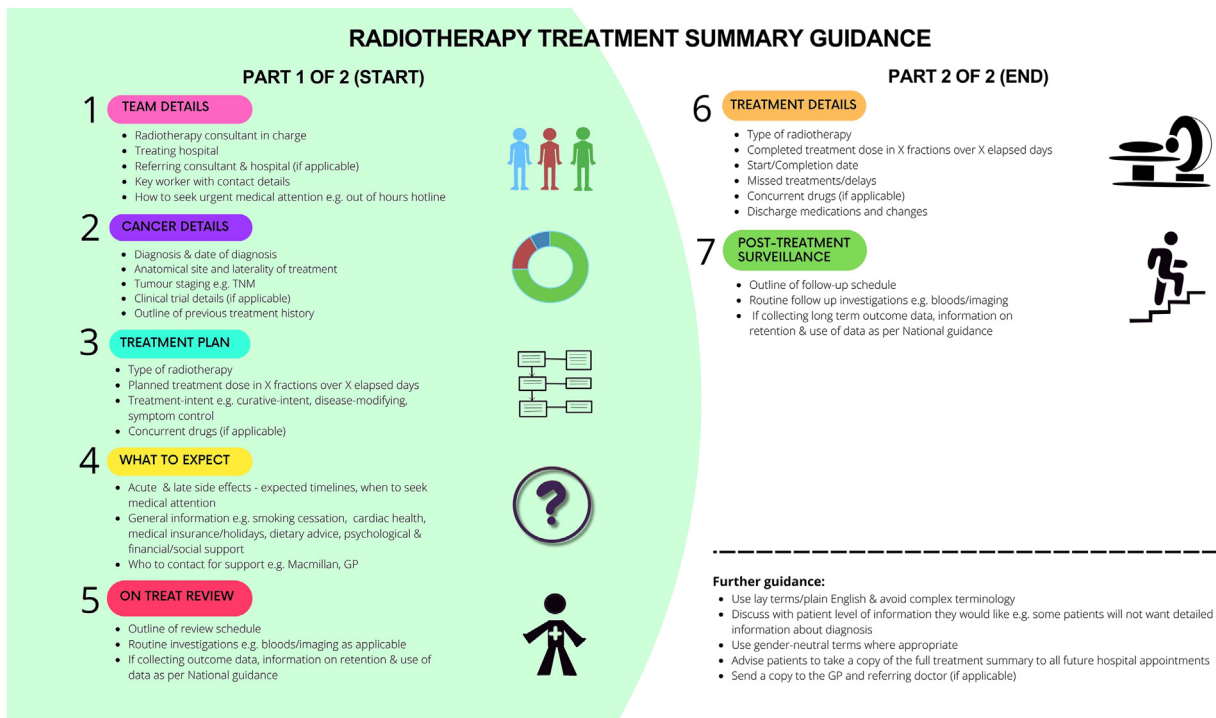 RADIOTHERAPY TREATMENT SUMMARY GUIDANCE
PART 1 OF 2 (START)
1 TEAM DETAILS
• Radiotherapy consultant in charge
• Treating hospital
• Referring consultant & hospital (if applicable)
• Key worker with contact details
• How to seek urgent medical attention e.g. out of hours hotline
2 CANCER DETAILS
• Diagnosis & date of diagnosis
• Anatomical site and laterality of treatment
• Tumour staging e.g. TNM
• Clinical trial details (if applicable)
• Outline of previous treatment history
3 TREATMENT PLAN
• Type of radiotherapy
• Planned treatment dose in X fractions over X elapsed days
• Treatment-intent e.g. curative-intent, disease-modifying,
symptom control
• Concurrent drugs (if applicable)
4 WHAT TO EXPECT
• Acute & late side effects - expected timelines, when to seek
medical attention
• General information e.g. smoking cessation, cardiac health,
medical insurance/holidays, dietary advice, psychological &
financial/social support
• Who to contact for support e.g. Macmillan, GP
5 ON TREAT REVIEW
• Outline of review schedule
• Routine investigations e.g. bloods/imaging as applicable
• If collecting outcome data, information on retention & use of
data as per National guidance
?
PART 2 OF 2 (END)
6 TREATMENT DETAILS
• Type of radiotherapy
• Completed treatment dose in X fractions over X elapsed days
• Start/Completion date
• Missed treatments/delays
• Concurrent drugs (if applicable)
• Discharge medications and changes
7 POST-TREATMENT
SURVEILLANCE
• Outline of follow-up schedule
• Routine follow up investigations e.g. bloods/imaging
• If collecting long term outcome data, information on
retention & use of data as per National guidance
Further guidance:
• Use lay terms/plain English & avoid complex terminology
• Discuss with patient level of information they would like e.g. some patients will not want detailed
information about diagnosis
• Use gender-neutral terms where appropriate
• Advise patients to take a copy of the full treatment summary to all future hospital appointments
• Send a copy to the GP and referring doctor (if applicable)